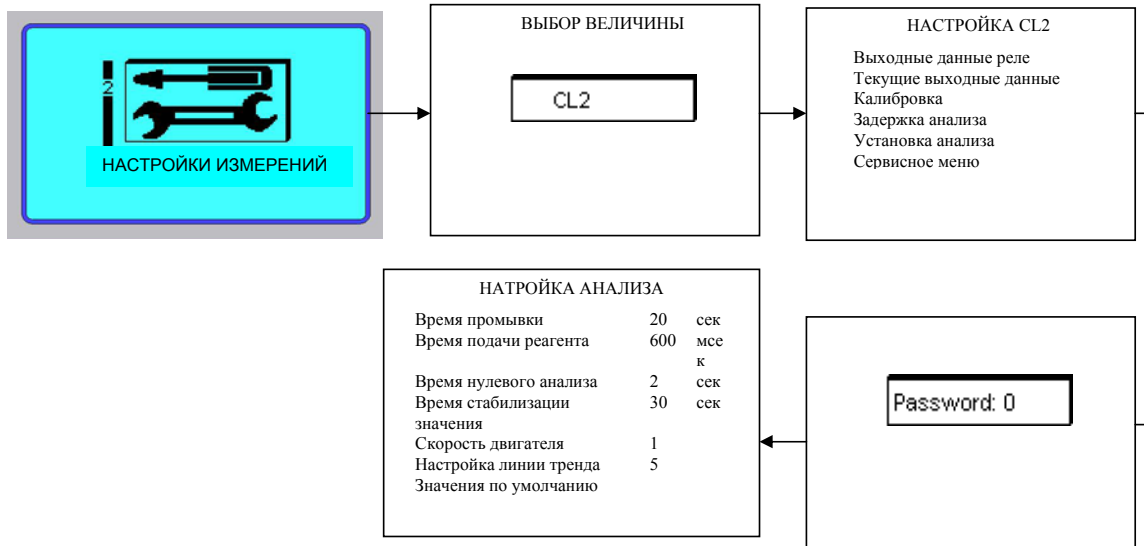 2
НАСТРОЙКИ ИЗМЕРЕНИЙ
ВЫБОР ВЕЛИЧИНЫ
CL2
НАСТРОЙКА CL2
Выходные данные реле
Текущие выходные данные
Калибровка
Задержка анализа
Установка анализа
Сервисное меню
НАТРОЙКА АНАЛИЗА
Время промывки 20 сек
Время подачи реагента 600 мсе
к
Время нулевого анализа 2 сек
Время стабилизации 30 сек
значения
Скорость двигателя 1
Настройка линии тренда 5
Значения по умолчанию
Password: 0